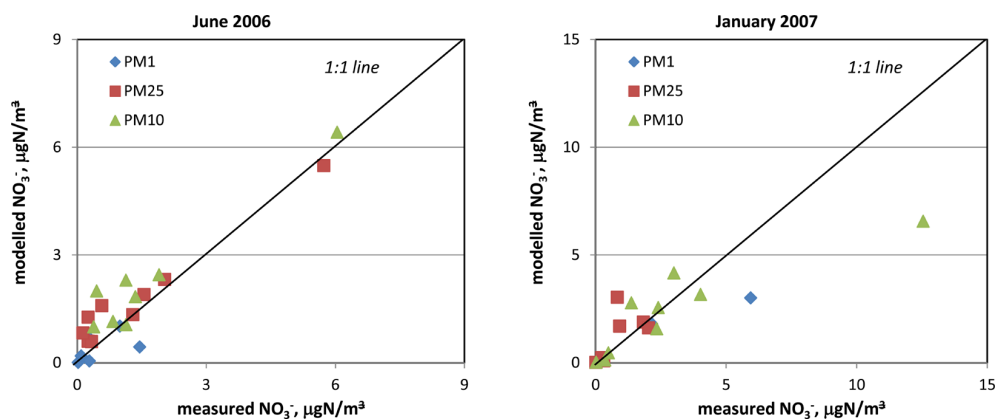 June 2006
9
6
3
0
0
3
6
9
1:1 line
PM1
PM25
PM10
modelled NO₃⁻, µgN/m³
measured NO₃⁻, µgN/m³
January 2007
15
10
5
0
0
5
10
15
1:1 line
PM1
PM25
PM10
modelled NO₃⁻, µgN/m³
measured NO₃⁻, µgN/m³